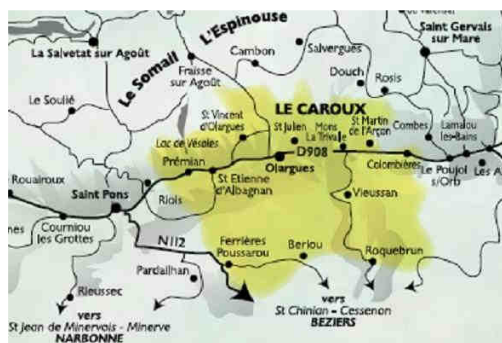 La Salvetat sur Agoût
L'Espinouse
Le Somail
Cambon
Salvergues
Saint Gervais
sur Mare
Fraisse
sur Agoût
Douch
Rosis
Le Soulié
LE CAROUX
St Vincent
d'Olargues
St Julien
Mons
La Trivalle
St Martin
de l'Arçon
Combes
Lamalou
les-Bains
Lac de Vésoles
D908
Prémian
Olargues
Colombières
Le Poujol
s/Orb
Les A
Rouairoux
Saint Pons
Riols
St Etienne
d'Albagnan
Vieussan
Courniou
les Grottes
nes
N112
Ferrières
Poussarou
Berlou
Roquebrun
Pardailhan
Rieussec
vers
St Jean de Minervois - Minerve
NARBONNE
vers
St Chinian - Cessenon
BEZIERS